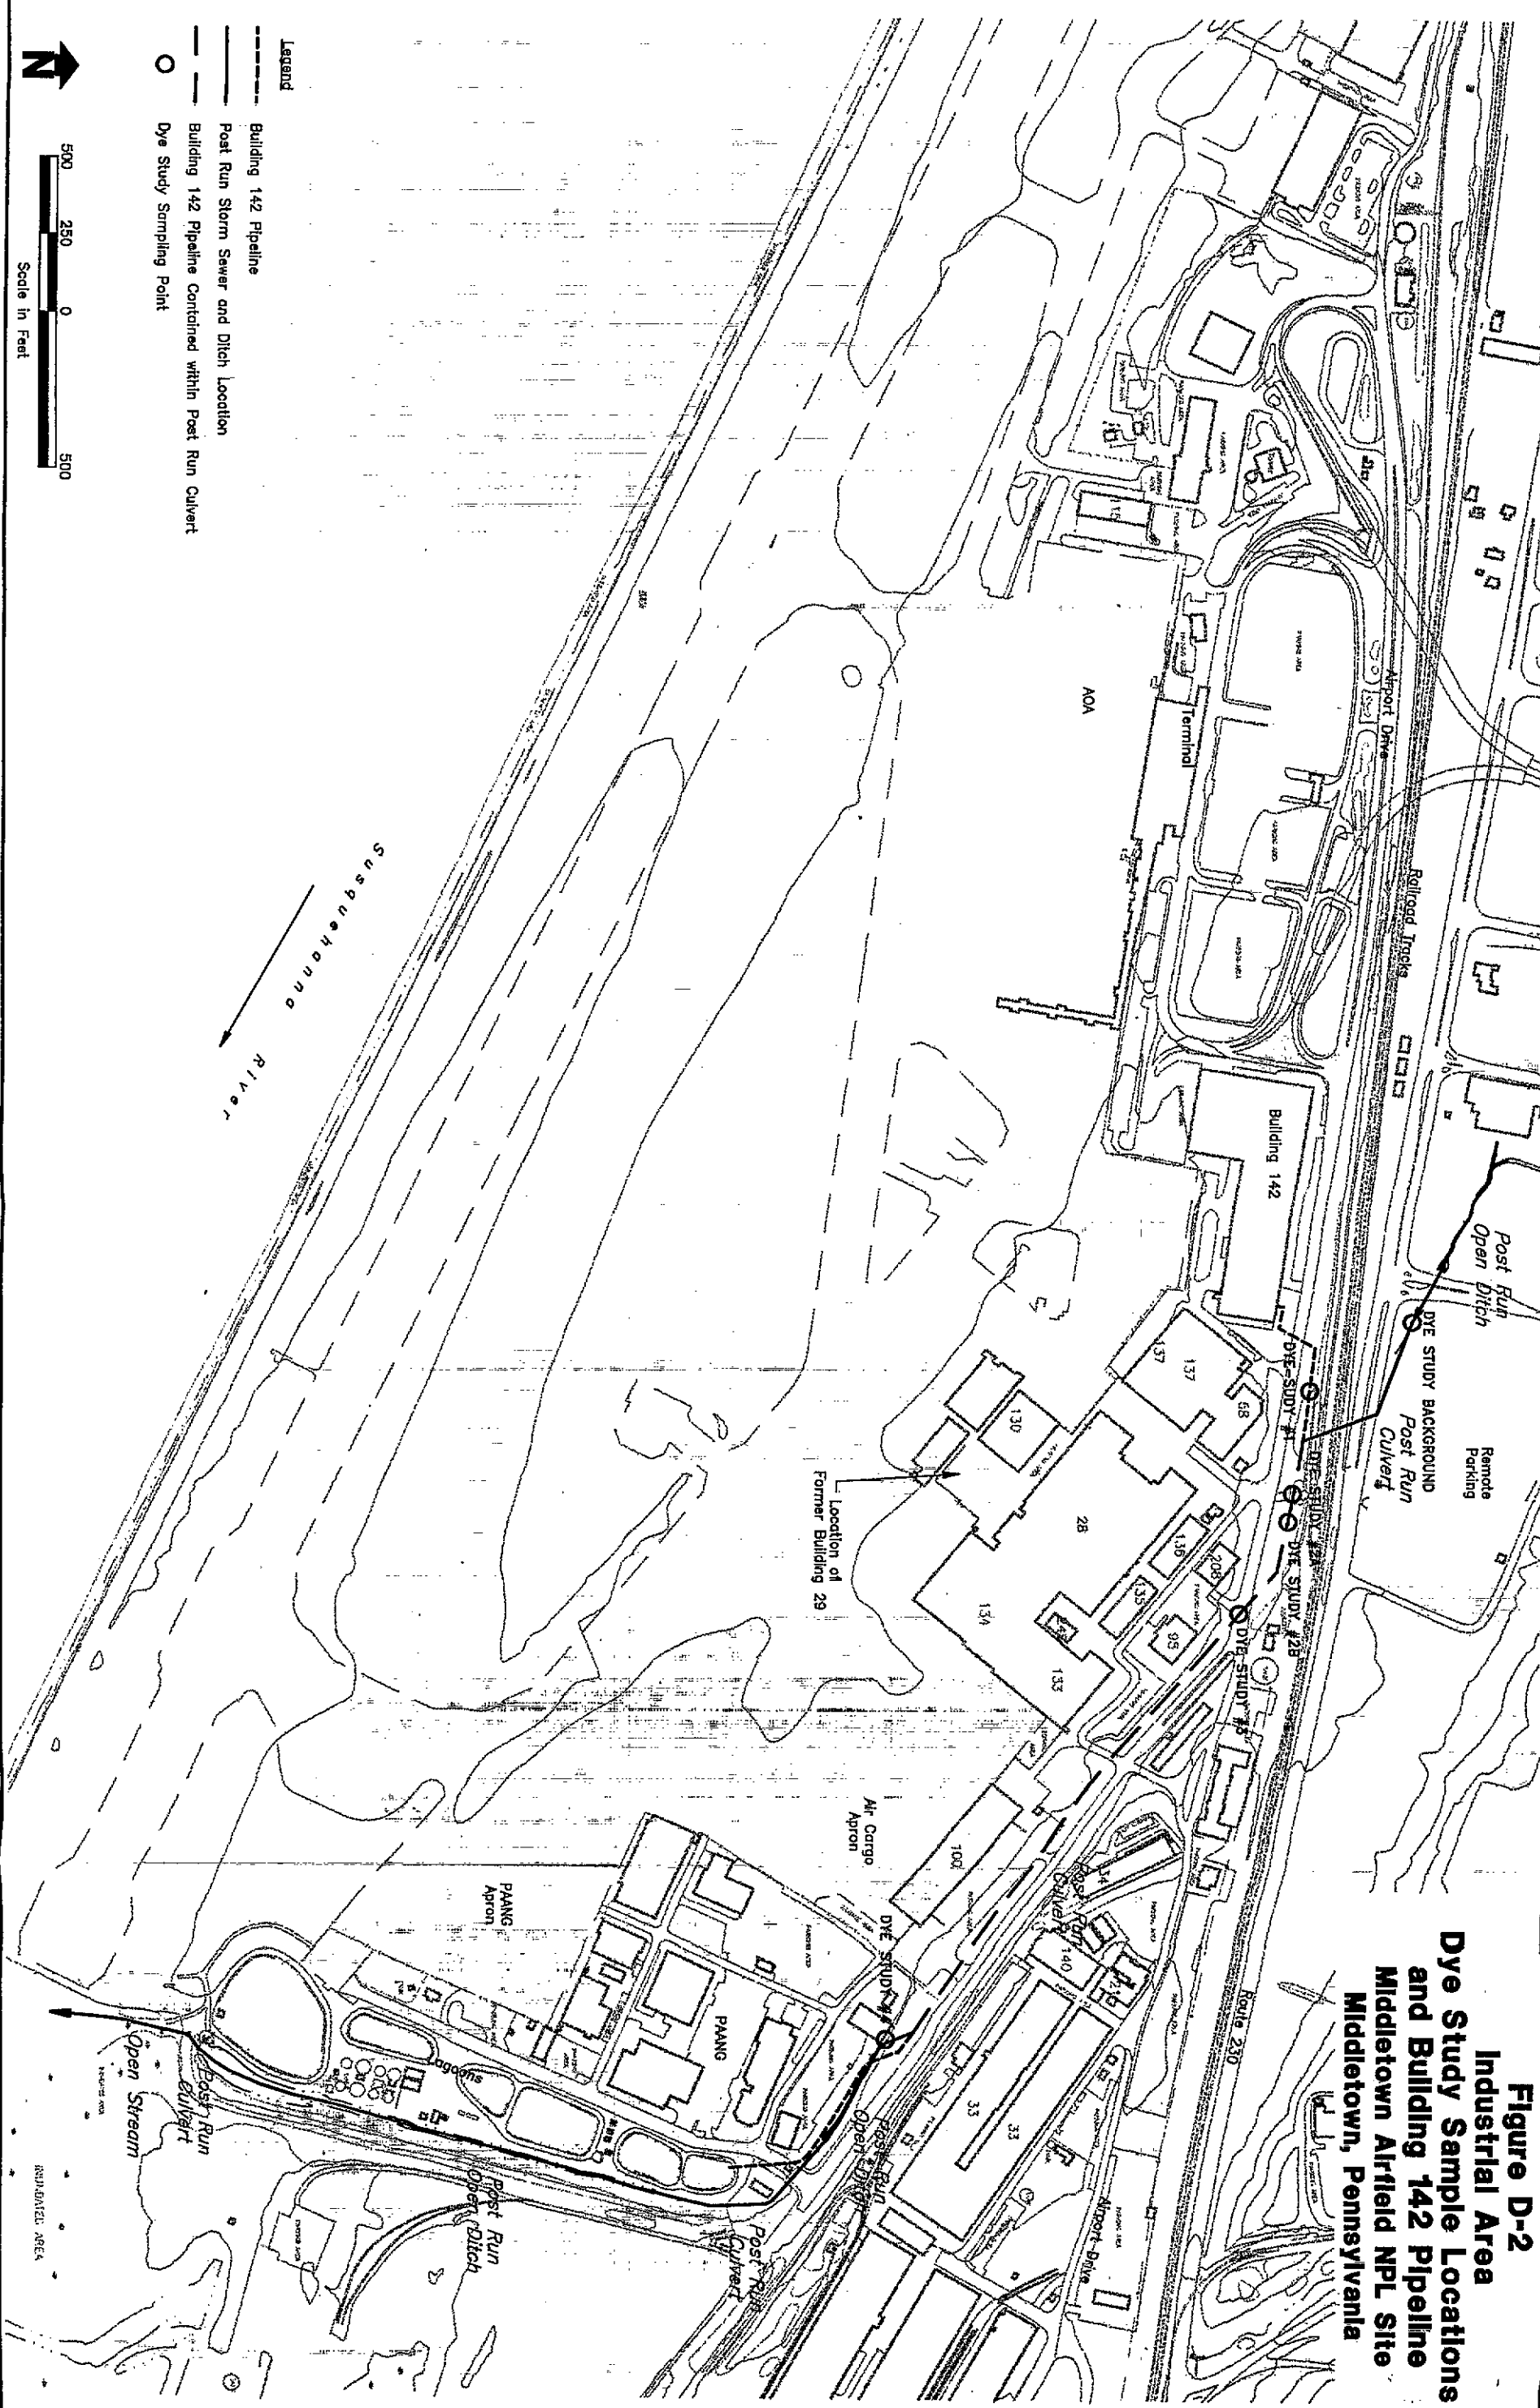 Figure D-2
Industrial Area
Dye Study Sample Locations
and Building 142 Pipeline
Middletown Airfield NPL Site
Middletown, Pennsylvania
Remote
Parking
Post Run
Open Ditch
DYE STUDY BACKGROUND
Post Run
Culvert
Railroad Tracks
Airport Drive
Route 230
DYE SUDY #1
DYE STUDY #2A
DYE STUDY #2B
DYE STUDY #3
Building 142
Terminal
AOA
115
137
137
68
130
28
136
208
135
95
134
133
Location of
Former Building 29
100
Air Cargo
Apron
Post Run
Culvert
140
33
33
Airport Drive
DYE STUDY #4
PAANG
PAANG
Apron
Post Run
Open Ditch
Post Run
Culvert
Lagoons
Post Run
Open Ditch
Post Run
Culvert
Open Stream
INUNDATED AREA
Susquehanna River
Legend
Building 142 Pipeline
Post Run Storm Sewer and Ditch Location
Building 142 Pipeline Contained within Post Run Culvert
Dye Study Sampling Point
N
500 250 0 500
Scale in Feet